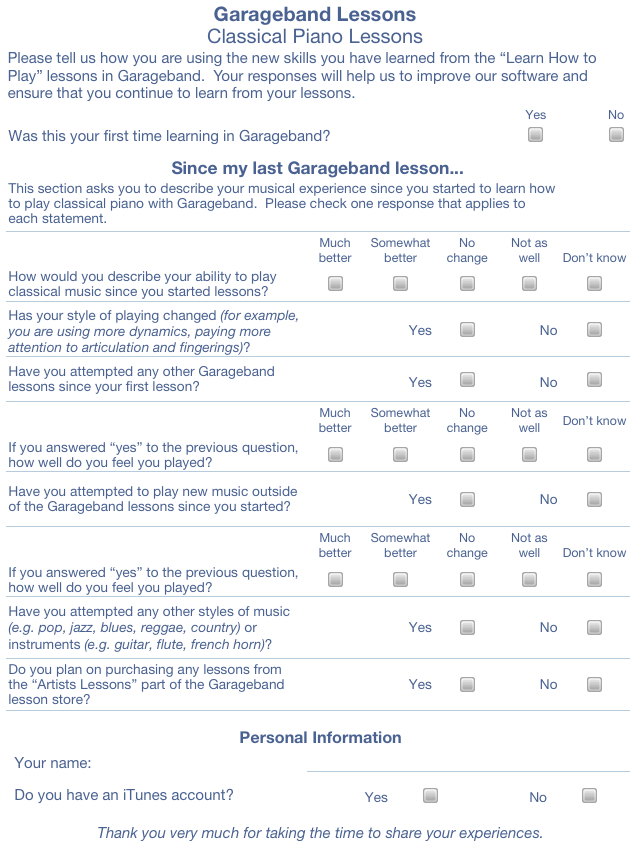 Garageband Lessons
Classical Piano Lessons
Please tell us how you are using the new skills you have learned from the “Learn How to
Play” lessons in Garageband.  Your responses will help us to improve our software and
ensure that you continue to learn from your lessons.
Yes No
Was this your first time learning in Garageband?
Since my last Garageband lesson...
This section asks you to describe your musical experience since you started to learn how
to play classical piano with Garageband.  Please check one response that applies to
each statement.
Much Somewhat No Not as
better better change well Don’t know
How would you describe your ability to play
classical music since you started lessons?
Has your style of playing changed (for example,
you are using more dynamics, paying more Yes No
attention to articulation and fingerings)?
Have you attempted any other Garageband
lessons since your first lesson? Yes No
Much Somewhat No Not as
better better change well Don’t know
If you answered “yes” to the previous question,
how well do you feel you played?
Have you attempted to play new music outside Yes No
of the Garageband lessons since you started?
Much Somewhat No Not as
better better change well Don’t know
If you answered “yes” to the previous question,
how well do you feel you played?
Have you attempted any other styles of music
(e.g. pop, jazz, blues, reggae, country) or Yes No
instruments (e.g. guitar, flute, french horn)?
Do you plan on purchasing any lessons from
the “Artists Lessons” part of the Garageband Yes No
lesson store?
Personal Information
Your name:
Do you have an iTunes account? Yes No
Thank you very much for taking the time to share your experiences.